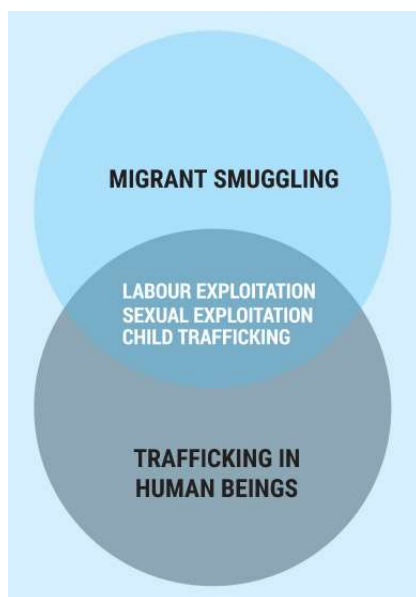 MIGRANT SMUGGLING
LABOUR EXPLOITATION
SEXUAL EXPLOITATION
CHILD TRAFFICKING
TRAFFICKING IN
HUMAN BEINGS